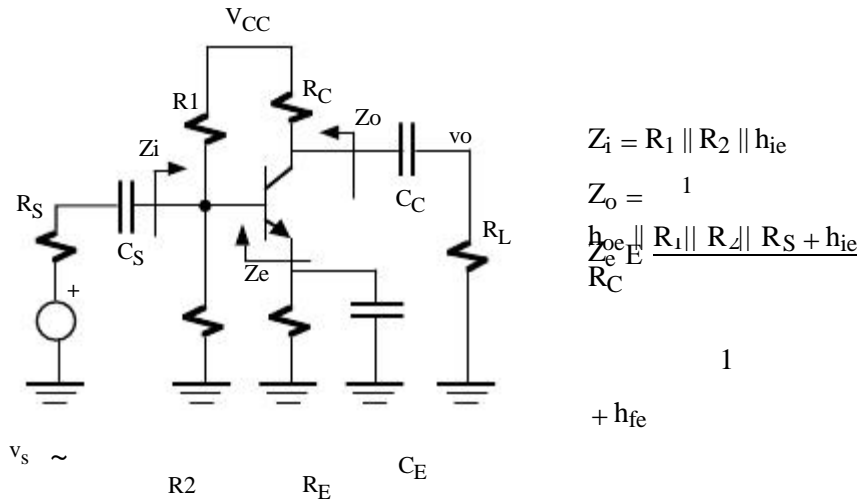 VCC
R1
RC
Zo
vo
Zi
RS
CC
CS
RL
Ze
+
vs ~
R2
RE
CE
Zi = R1 || R2 || hie
Zo = 1
hoe || R1 || R2 || RS + hie
Ze E
RC
1
+ hfe